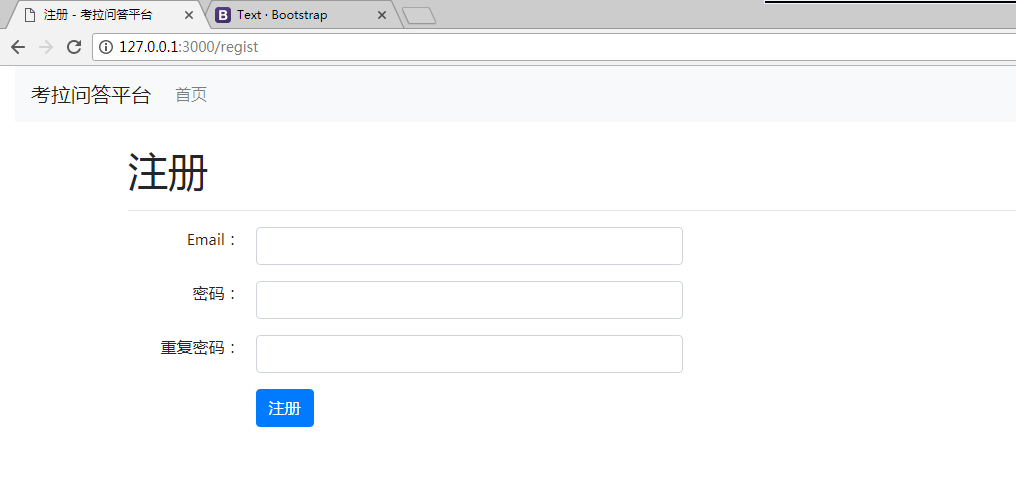 注册 - 考拉问答平台
Text · Bootstrap
127.0.0.1:3000/regist
考拉问答平台 首页
注册
Email：
密码：
重复密码：
注册